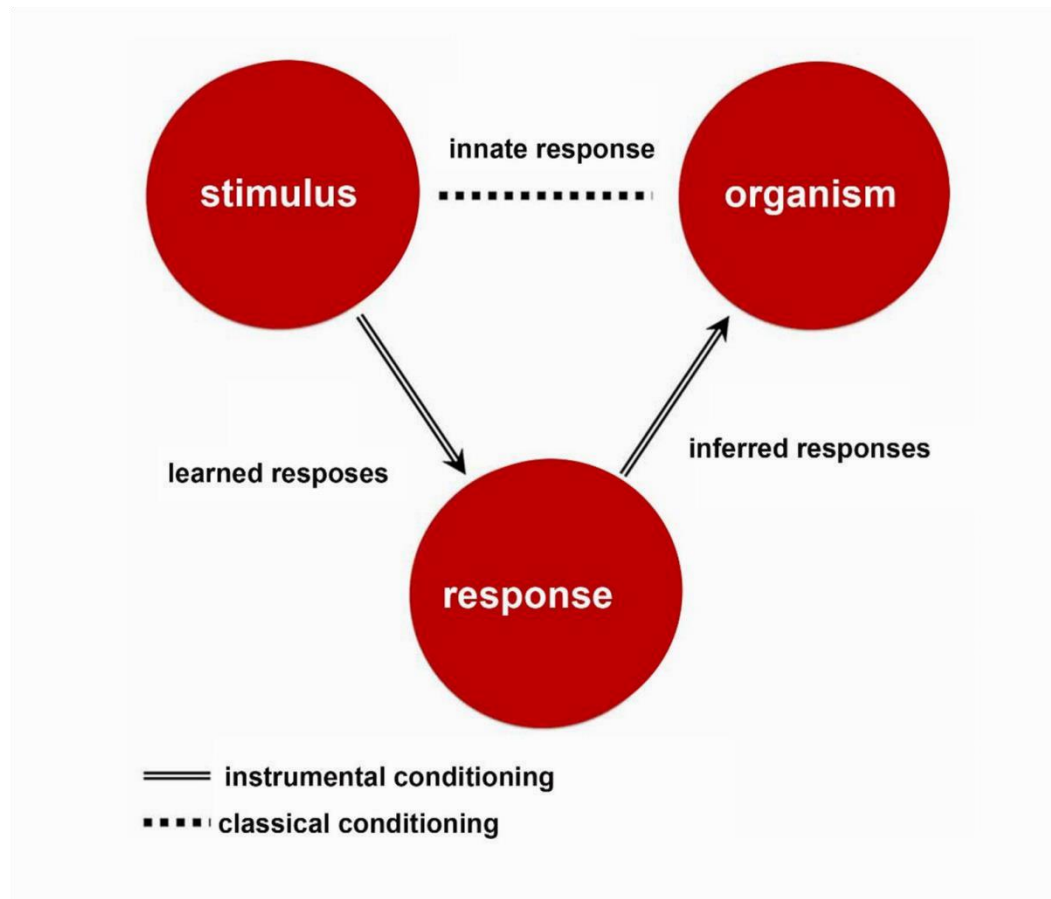 innate response
stimulus
organism
learned resposes
inferred responses
response
instrumental conditioning
classical conditioning